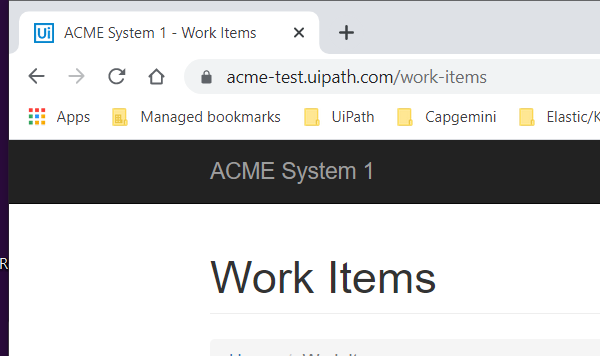 Ui ACME System 1 - Work Items
acme-test.uipath.com/work-items
Apps Managed bookmarks UiPath Capgemini Elastic/K
ACME System 1
R
Work Items